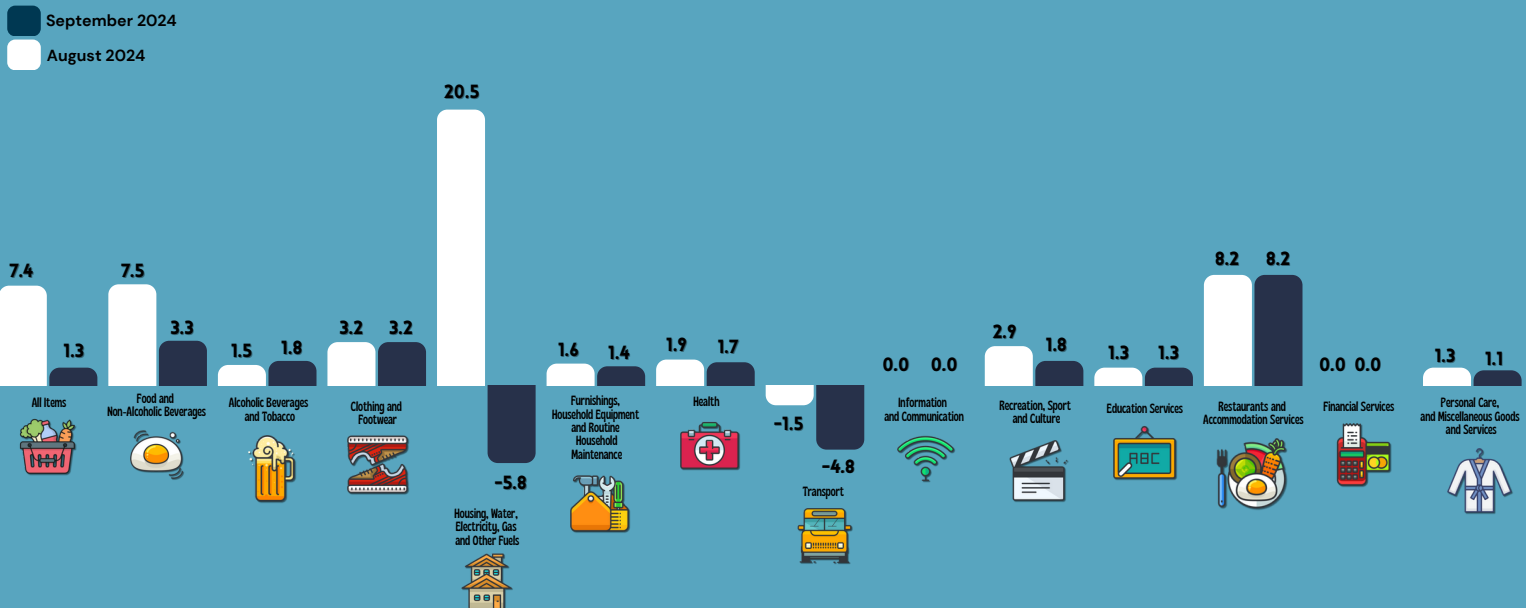 September 2024
August 2024
20.5
7.4
1.3
7.5
3.3
1.5
1.8
3.2
3.2
-5.8
1.6
1.4
1.9
1.7
-1.5
-4.8
0.0
0.0
2.9
1.8
1.3
1.3
8.2
8.2
0.0
0.0
1.3
1.1
All Items
Food and
Non-Alcoholic Beverages
Alcoholic Beverages
and Tobacco
Clothing and
Footwear
Housing, Water,
Electricity, Gas
and Other Fuels
Furnishings,
Household Equipment
and Routine
Household
Maintenance
Health
Transport
Information
and Communication
Recreation, Sport
and Culture
Education Services
ABC
Restaurants and
Accommodation Services
Financial Services
Personal Care,
and Miscellaneous Goods
and Services